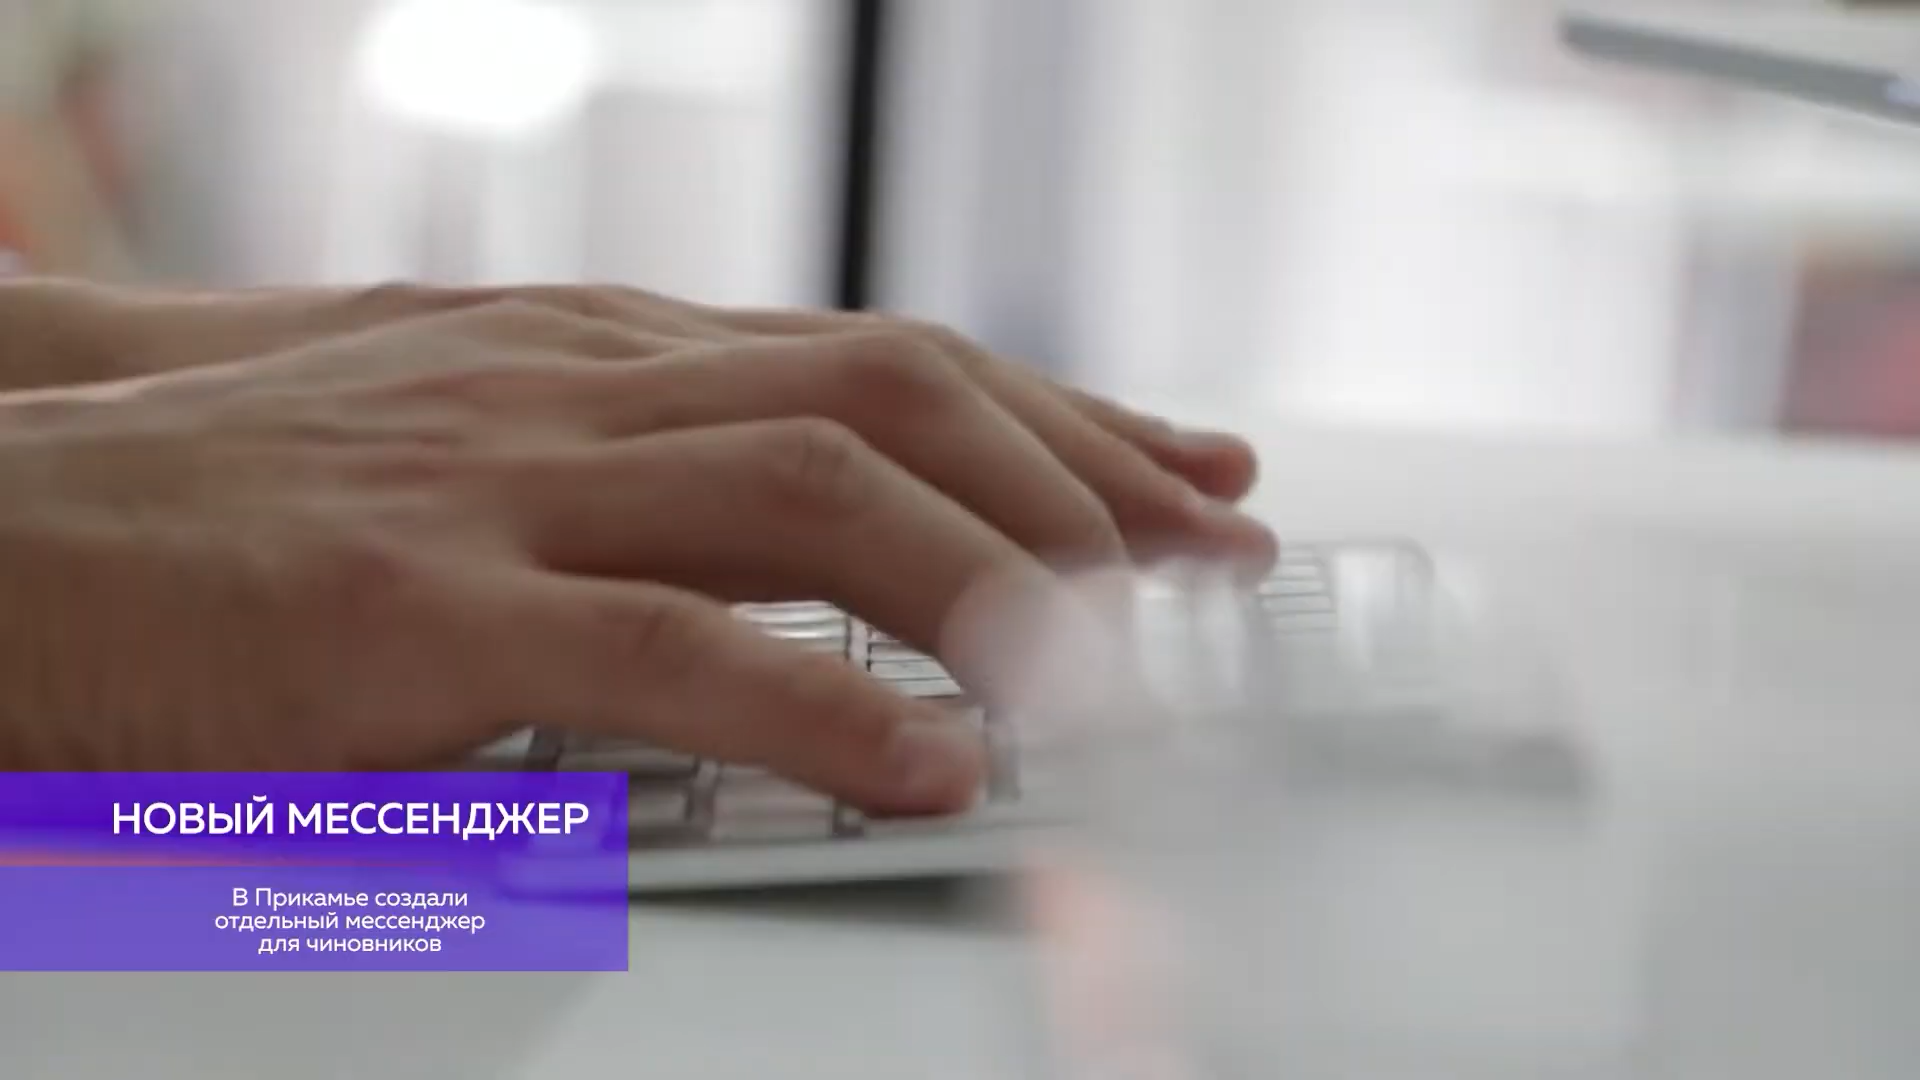 НОВЫЙ МЕССЕНДЖЕР
В Прикамье создали
отдельный мессенджер
для чиновников